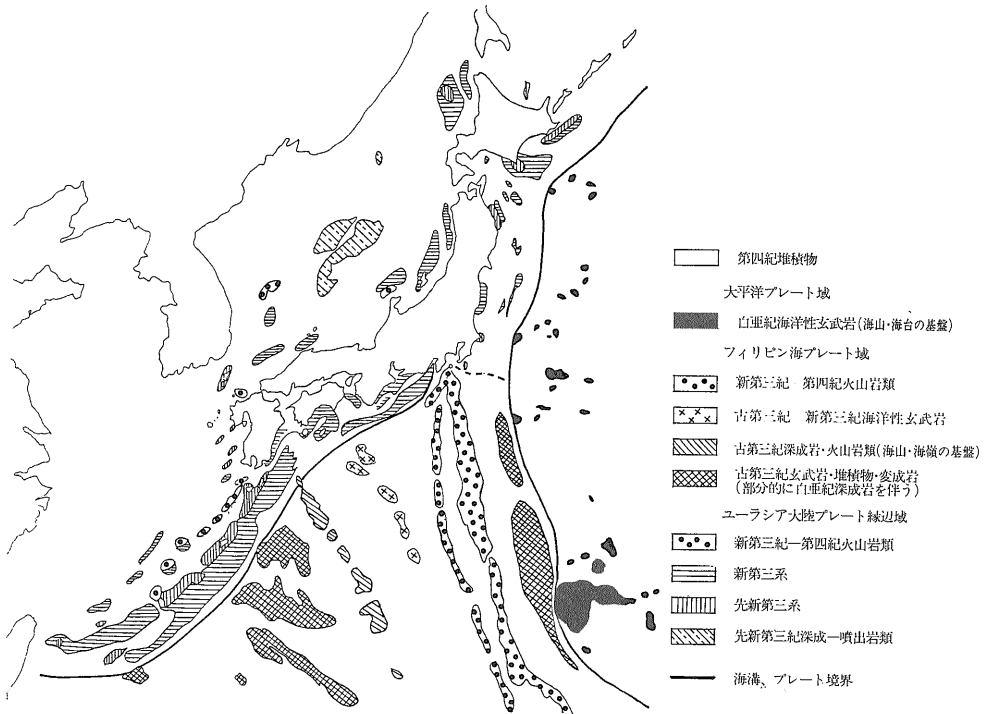 第四紀堆積物
太平洋プレート域
白亜紀海洋性玄武岩(海山・海台の基盤)
フィリピン海プレート域
新第三紀―第四紀火山岩類
古第三紀―新第三紀海洋性玄武岩
古第三紀深成岩・火山岩類(海山・海嶺の基盤)
古第三紀玄武岩・堆積物・変成岩
(部分的に白亜紀深成岩を伴う)
ユーラシア大陸プレート縁辺域
新第三紀―第四紀火山岩類
新第三系
先新第三系
先新第三紀深成―噴出岩類
海溝、プレート境界